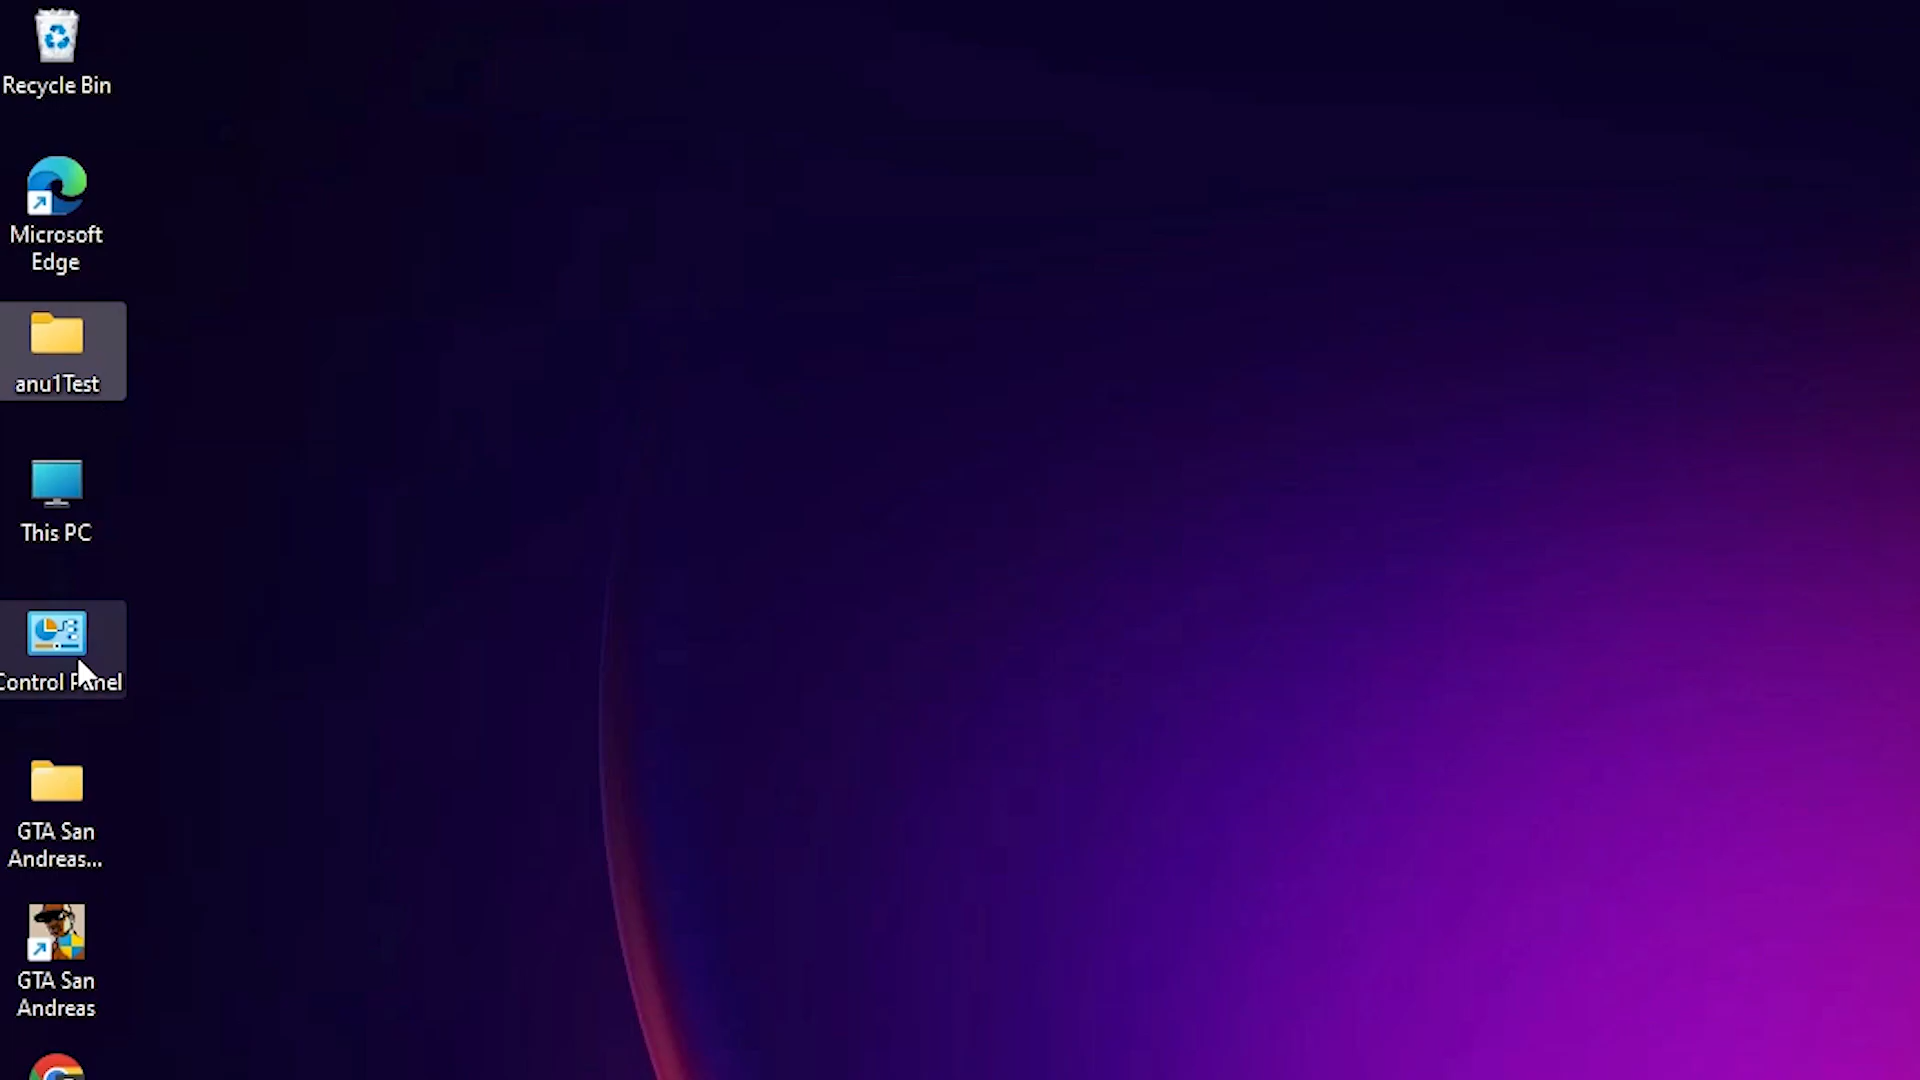 Recycle Bin
Microsoft
Edge
anu1Test
This PC
Control Panel
GTA San
Andreas...
GTA San
Andreas